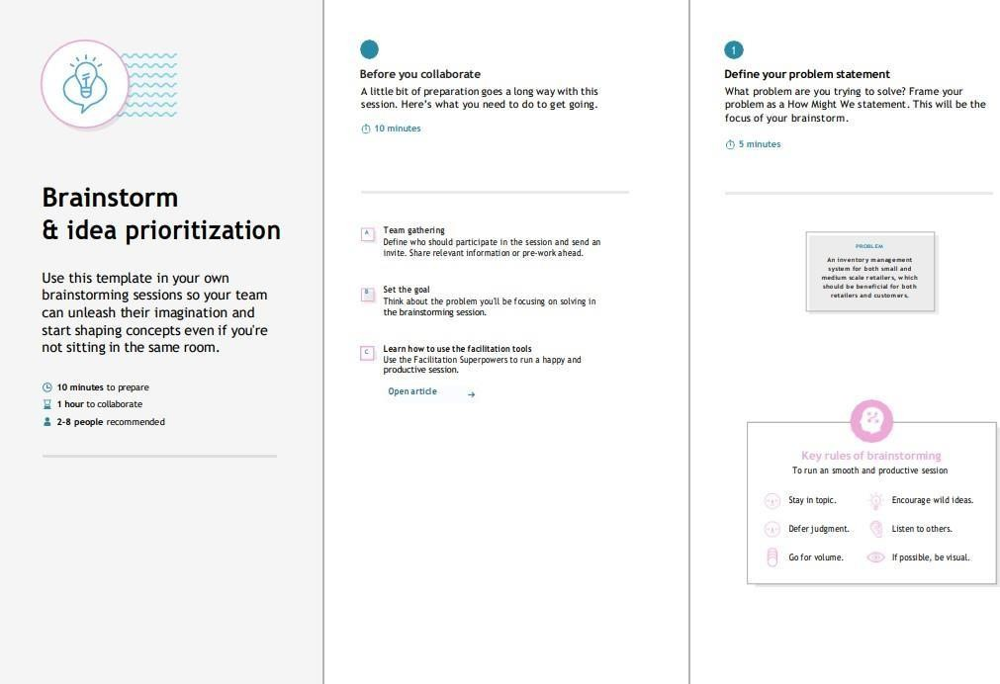 Brainstorm
& idea prioritization
Use this template in your own
brainstorming sessions so your team
can unleash their imagination and
start shaping concepts even if you're
not sitting in the same room.
10 minutes to prepare
1 hour to collaborate
2-8 people recommended
Before you collaborate
A little bit of preparation goes a long way with this
session. Here's what you need to do to get going.
10 minutes
A
Team gathering
Define who should participate in the session and send an
invite. Share relevant information or pre-work ahead.
B
Set the goal
Think about the problem you'll be focusing on solving in
the brainstorming session.
C
Learn how to use the facilitation tools
Use the Facilitation Superpowers to run a happy and
productive session.
Open article
1
Define your problem statement
What problem are you trying to solve? Frame your
problem as a How Might We statement. This will be the
focus of your brainstorm.
5 minutes
PROBLEM
An inventory management
system for both small and
medium scale retailers, which
should be beneficial for both
retailers and customers.
Key rules of brainstorming
To run an smooth and productive session
Stay in topic.
Encourage wild ideas.
Defer judgment.
Listen to others.
Go for volume.
If possible, be visual.